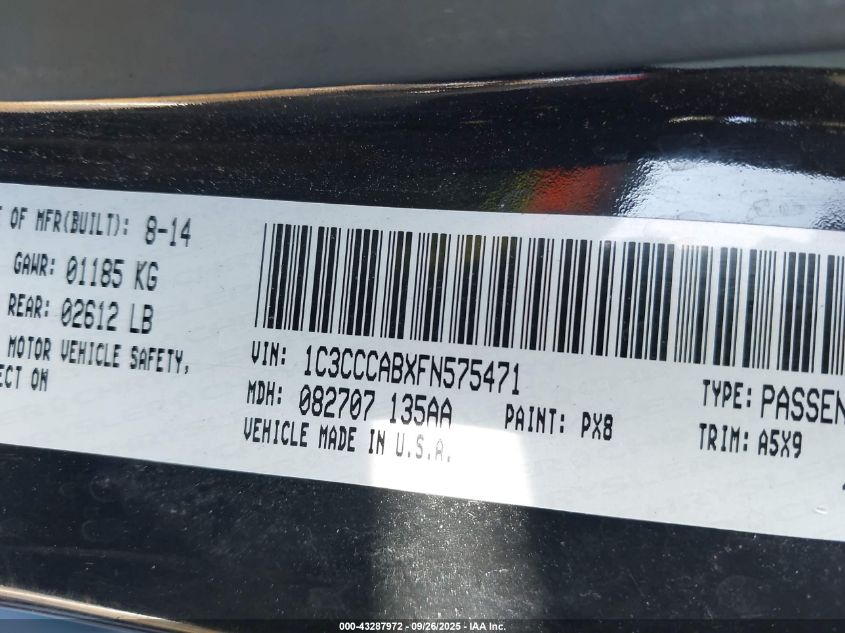 OF MFR(BUILT): 8-14
GAWR: 01185 KG
REAR: 02612 LB
MOTOR VEHICLE SAFETY,
ON
VIN: 1C3CCCABXFN575471
MDH: 082707 135AA PAINT: PX8
VEHICLE MADE IN U.S.A.
TYPE: PASSEN
TRIM: A5X9
000-43287972 - 09/26/2025 - IAA Inc.